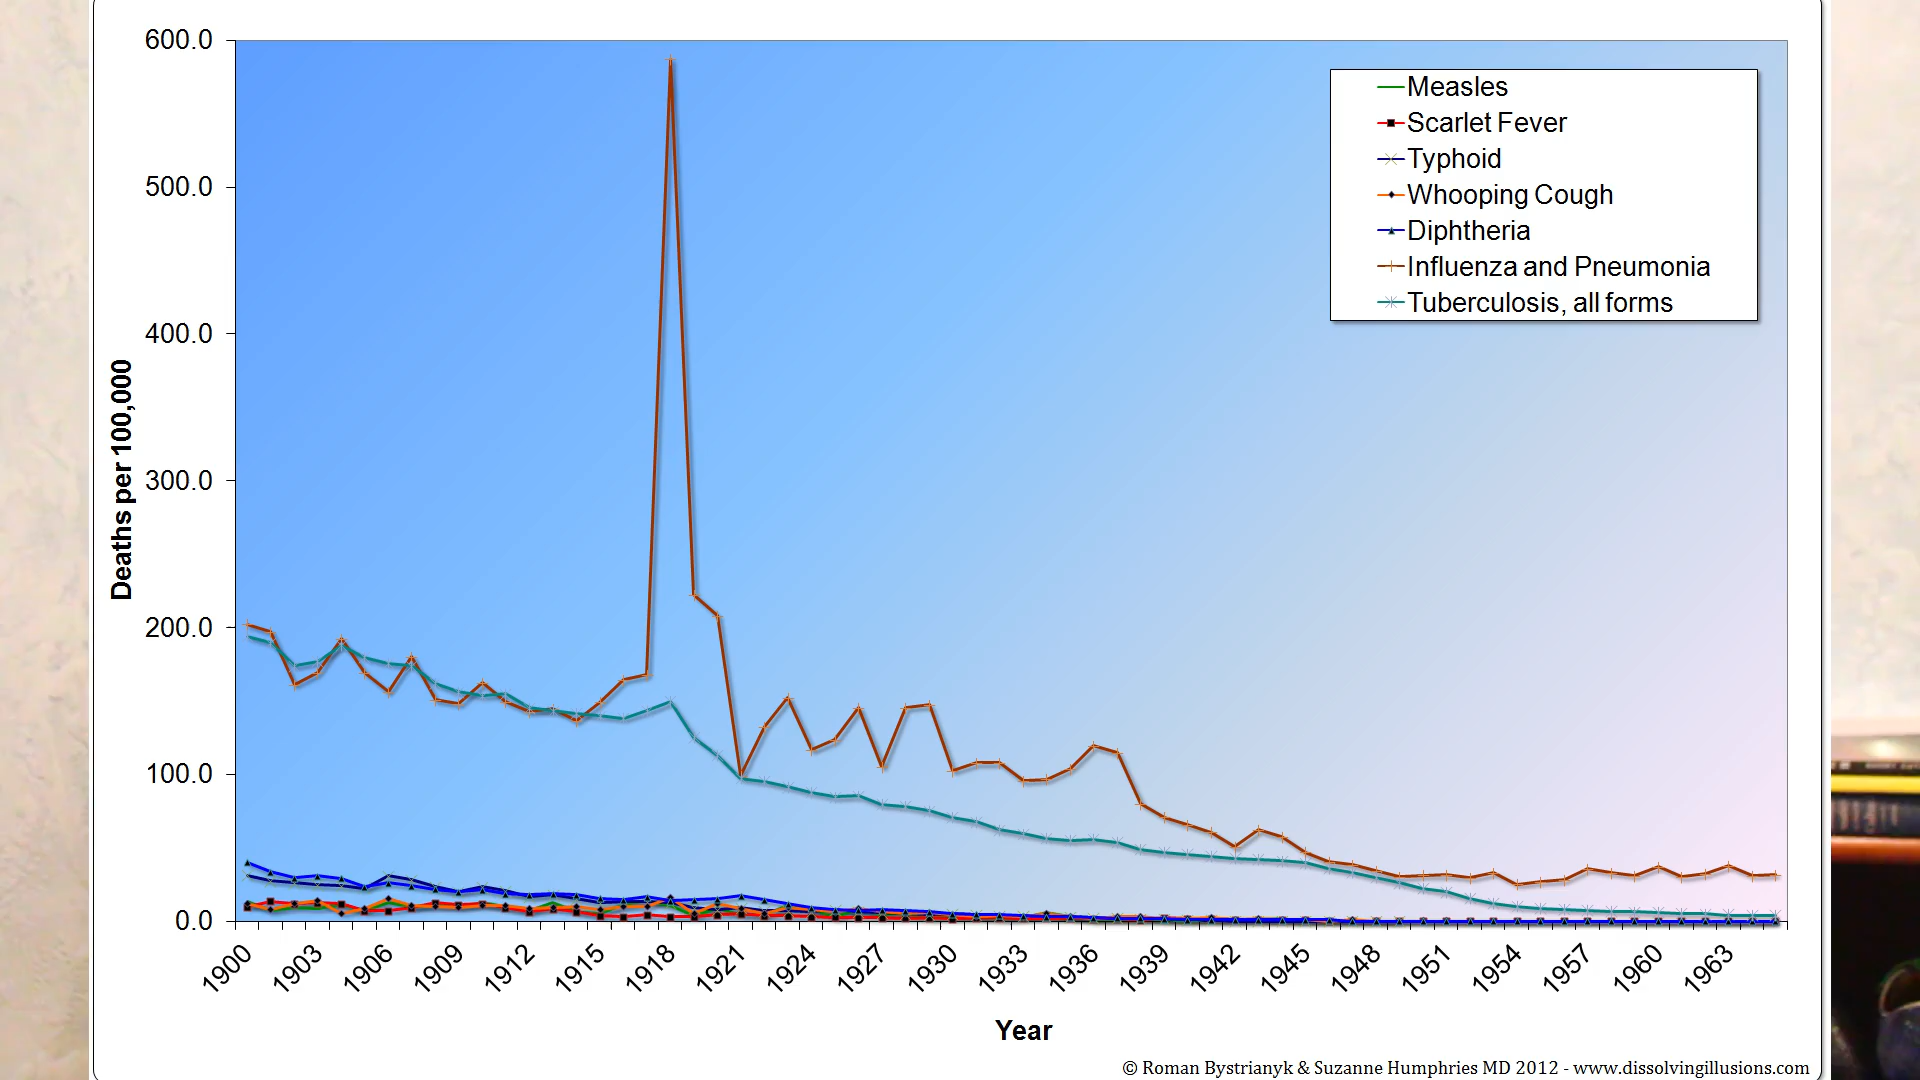 600.0
500.0
400.0
300.0
200.0
100.0
0.0
Deaths per 100,000
Measles
Scarlet Fever
Typhoid
Whooping Cough
Diphtheria
Influenza and Pneumonia
Tuberculosis, all forms
1900 1903 1906 1909 1912 1915 1918 1921 1924 1927 1930 1933 1936 1939 1942 1945 1948 1951 1954 1957 1960 1963
Year
© Roman Bystrianyk & Suzanne Humphries MD 2012 - www.dissolvingillusions.com